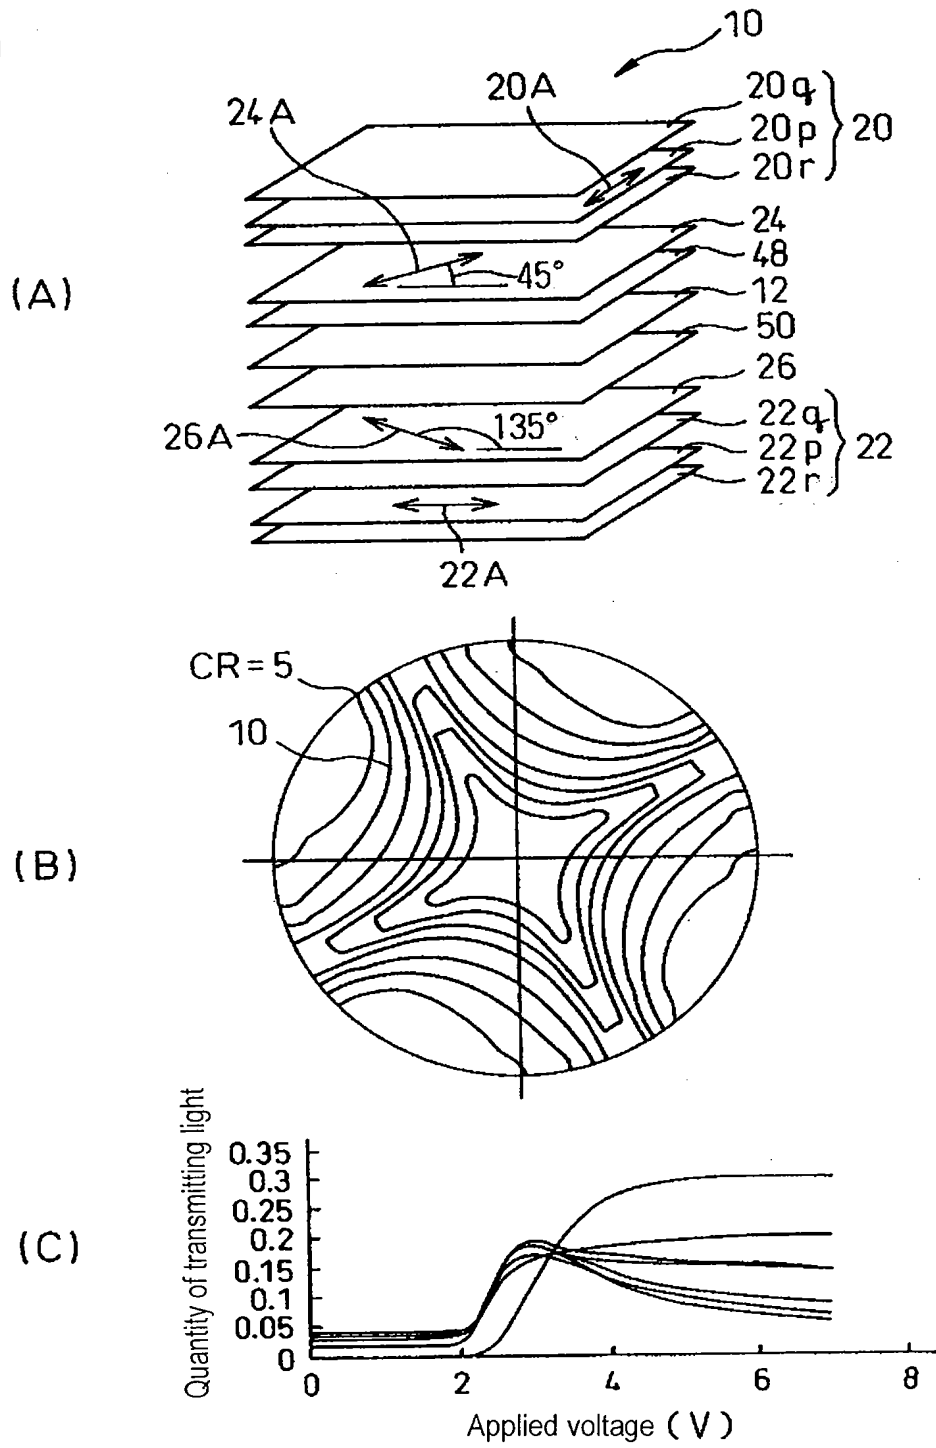 10
20A
20q
24A
20p
20
20r
24
48
45°
12
(A)
50
26
26A
135°
22q
22p
22
22r
22A
CR=5
10
(B)
Quantity of transmitting light
0.35
0.3
0.25
0.2
0.15
0.1
0.05
0
(C)
0 2 4 6 8
Applied voltage (V)